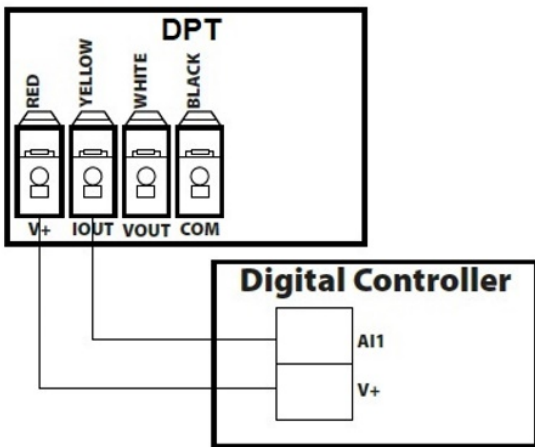 DPT
RED
YELLOW
WHITE
BLACK
V+
IOUT
VOUT
COM
Digital Controller
AI1
V+